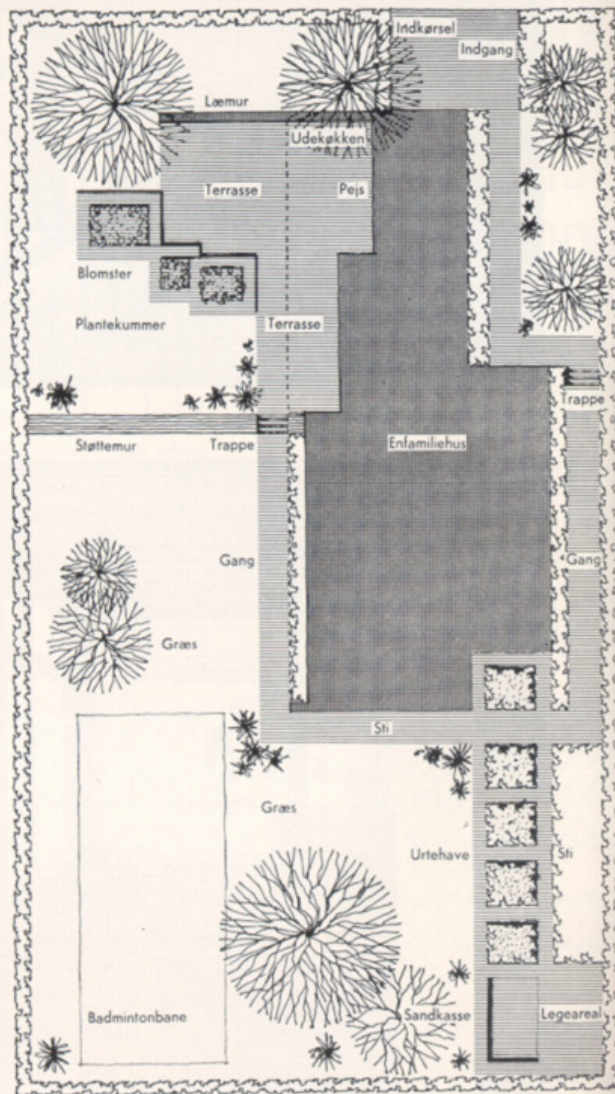 Indkørsel
Indgang
Læmur
Udekøkken
Terrasse
Pejs
Blomster
Plantekummer
Terrasse
Trappe
Støttemur
Trappe
Enfamiliehus
Gang
Gang
Græs
Sti
Græs
Urtehave
Sti
Badmintonbane
Sandkasse
Legeareal